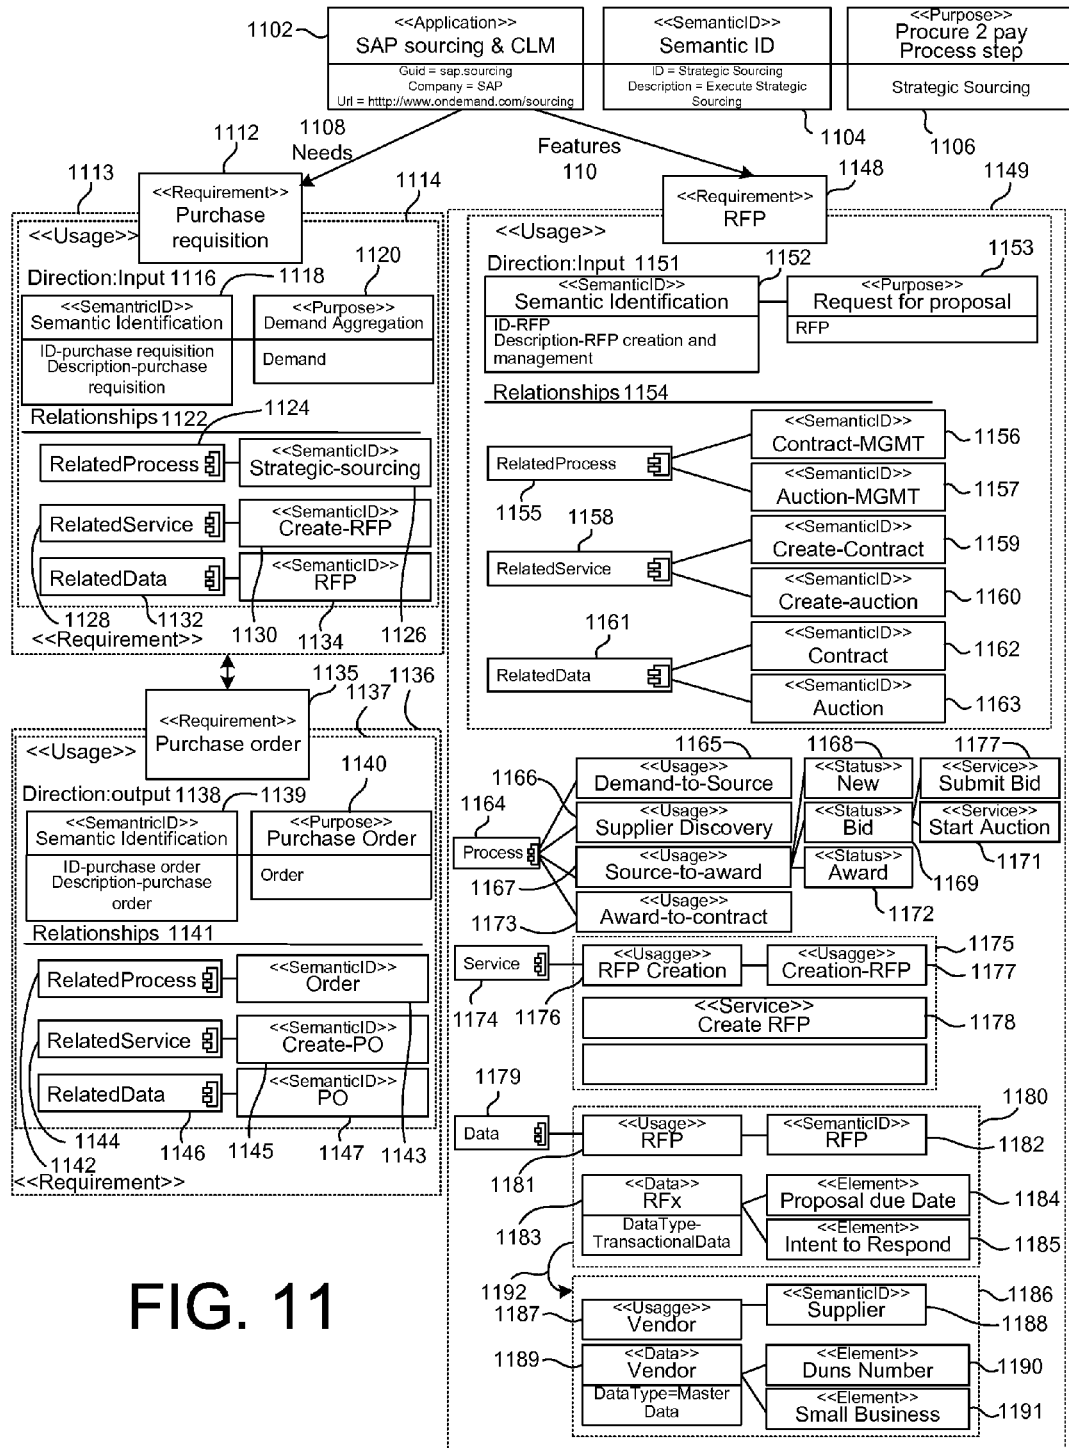 1102
<<Application>>
SAP sourcing & CLM
Guid = sap.sourcing
Company = SAP
Url = htttp://www.ondemand.com/sourcing
<<SemanticID>>
Semantic ID
ID = Strategic Sourcing
Description = Execute Strategic
Sourcing
<<Purpose>>
Procure 2 pay
Process step
Strategic Sourcing
1104
1106
1108
Needs
Features
110
1112
1113
1114
<<Requirement>>
Purchase
requisition
<<Usage>>
Direction:Input 1116
1118
1120
<<SemantricID>>
Semantic Identification
ID-purchase requisition
Description-purchase
requisition
<<Purpose>>
Demand Aggregation
Demand
Relationships 1122
1124
RelatedProcess
<<SemanticID>>
Strategic-sourcing
RelatedService
<<SemanticID>>
Create-RFP
RelatedData
<<SemanticID>>
RFP
1128
1132
1130
1134
1126
<<Requirement>>
1135
1136
1137
<<Requirement>>
Purchase order
<<Usage>>
1140
Direction:output 1138
1139
<<SemantricID>>
Semantic Identification
ID-purchase order
Description-purchase
order
<<Purpose>>
Purchase Order
Order
Relationships 1141
RelatedProcess
<<SemanticID>>
Order
RelatedService
<<SemanticID>>
Create-PO
RelatedData
<<SemanticID>>
PO
1144
1142
1146
1145
1147
1143
<<Requirement>>
1148
1149
<<Requirement>>
RFP
<<Usage>>
Direction:Input 1151
1152
1153
<<SemanticID>>
Semantic Identification
ID-RFP
Description-RFP creation and
management
<<Purpose>>
Request for proposal
RFP
Relationships 1154
RelatedProcess
1155
<<SemanticID>>
Contract-MGMT
1156
<<SemanticID>>
Auction-MGMT
1157
1158
RelatedService
<<SemanticID>>
Create-Contract
1159
<<SemanticID>>
Create-auction
1160
1161
RelatedData
<<SemanticID>>
Contract
1162
<<SemanticID>>
Auction
1163
1165
1168
1177
1166
1164
Process
<<Usage>>
Demand-to-Source
<<Status>>
New
<<Service>>
Submit Bid
<<Usage>>
Supplier Discovery
<<Status>>
Bid
<<Service>>
Start Auction
1167
<<Usage>>
Source-to-award
<<Status>>
Award
1171
1169
1172
1173
<<Usage>>
Award-to-contract
Service
1174
<<Usagge>>
RFP Creation
1176
<<Usagge>>
Creation-RFP
1175
1177
<<Service>>
Create RFP
1178
1179
Data
<<Usage>>
RFP
1181
<<SemanticID>>
RFP
1180
1182
<<Data>>
RFx
DataType-
TransactionalData
1183
<<Element>>
Proposal due Date
1184
<<Element>>
Intent to Respond
1185
1192
1186
1187
<<Usagge>>
Vendor
<<SemanticID>>
Supplier
1188
1189
<<Data>>
Vendor
DataType=Master
Data
<<Element>>
Duns Number
1190
<<Element>>
Small Business
1191
FIG. 11